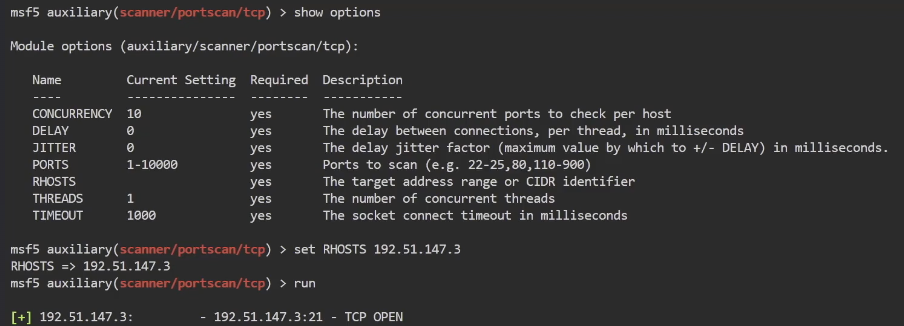 msf5 auxiliary(scanner/portscan/tcp) > show options
Module options (auxiliary/scanner/portscan/tcp):
Name Current Setting Required Description
---- --------------- -------- -----------
CONCURRENCY 10 yes The number of concurrent ports to check per host
DELAY 0 yes The delay between connections, per thread, in milliseconds
JITTER 0 yes The delay jitter factor (maximum value by which to +/- DELAY) in milliseconds.
PORTS 1-10000 yes Ports to scan (e.g. 22-25,80,110-900)
RHOSTS yes The target address range or CIDR identifier
THREADS 1 yes The number of concurrent threads
TIMEOUT 1000 yes The socket connect timeout in milliseconds
msf5 auxiliary(scanner/portscan/tcp) > set RHOSTS 192.51.147.3
RHOSTS => 192.51.147.3
msf5 auxiliary(scanner/portscan/tcp) > run
[+] 192.51.147.3: - 192.51.147.3:21 - TCP OPEN